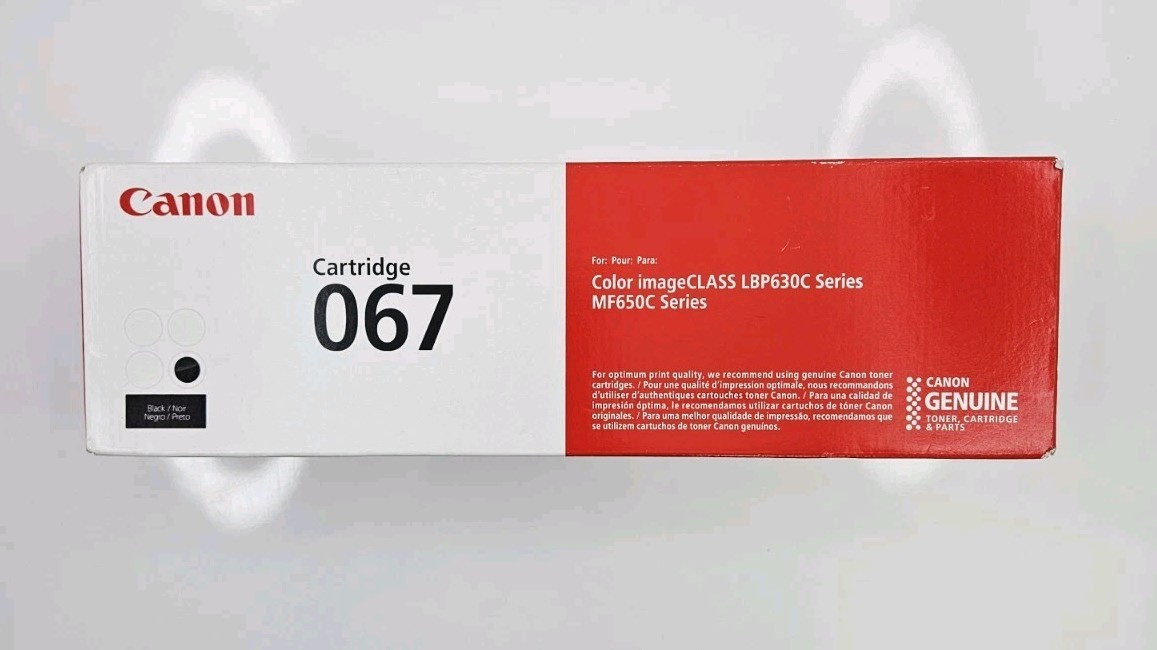 Canon
Cartridge
067
Black / Noir
Negro / Preto
For: Pour: Para:
Color imageCLASS LBP630C Series
MF650C Series
For optimum print quality, we recommend using genuine Canon toner
cartridges. / Pour une qualité d'impression optimale, nous recommandons
d'utiliser d'authentiques cartouches toner Canon. / Para una calidad de
impresión óptima, le recomendamos utilizar cartuchos de tóner Canon
originales. / Para uma melhor qualidade de impressão, recomendamos que
se utilizem cartuchos de toner Canon genuínos.
CANON
GENUINE
TONER, CARTRIDGE
& PARTS